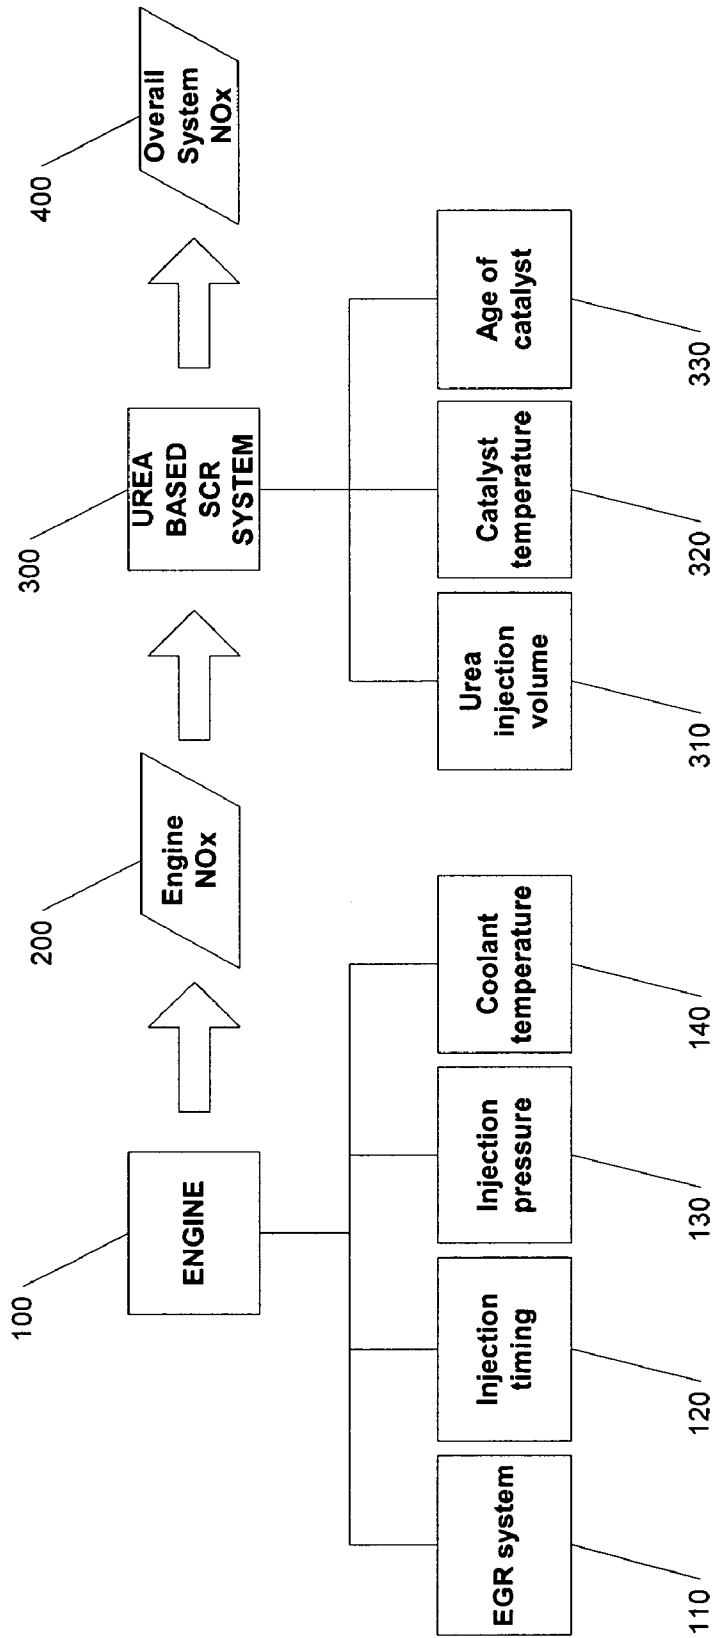 100
200
300
400
ENGINE
Engine
NOx
UREA
BASED
SCR
SYSTEM
Overall
System
NOx
EGR system
Injection
timing
Injection
pressure
Coolant
temperature
Urea
injection
volume
Catalyst
temperature
Age of
catalyst
110
120
130
140
310
320
330